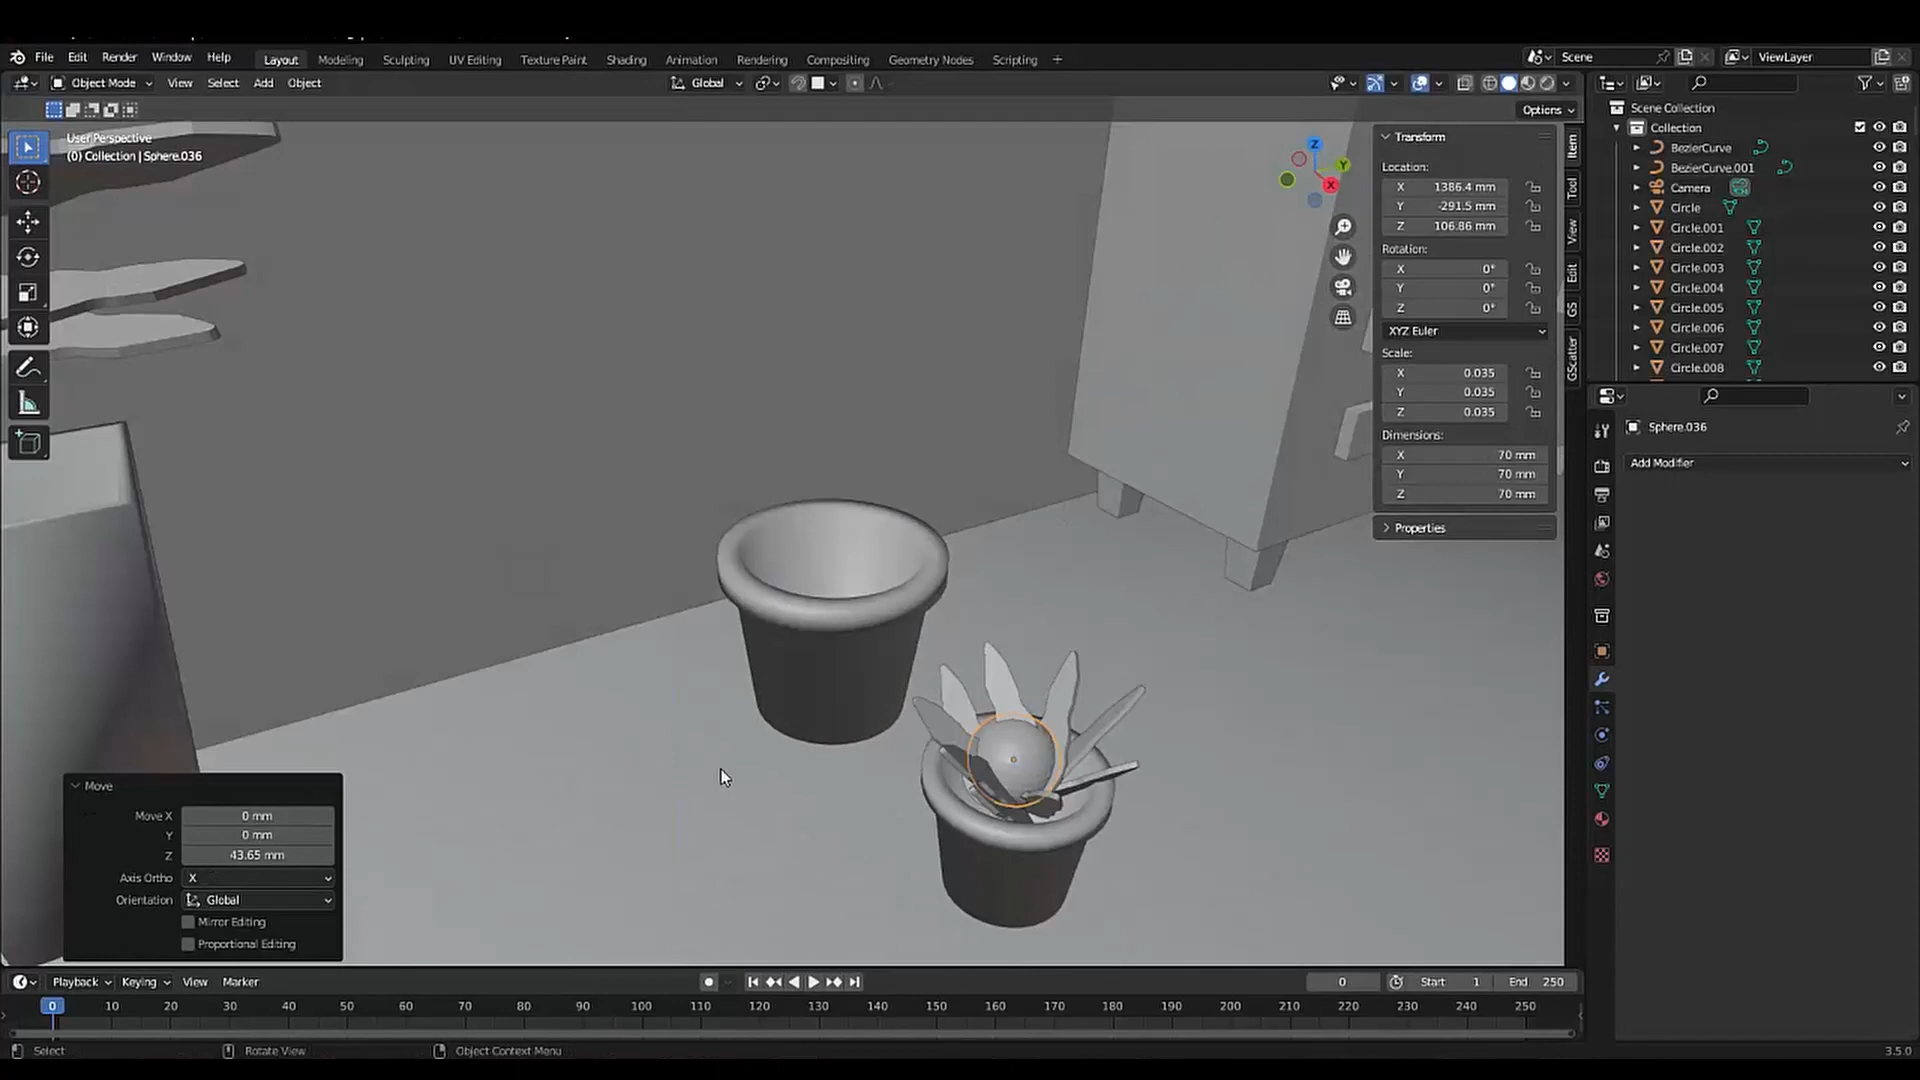 File Edit Render Window Help Layout Modeling Sculpting UV Editing Texture Paint Shading Animation Rendering Compositing Geometry Nodes Scripting + Scene ViewLayer
Object Mode View Select Add Object Global
Options
User Perspective
(0) Collection | Sphere.036
Z
Y
X
Transform
Location:
X 1386.4 mm
Y -291.5 mm
Z 106.86 mm
Rotation:
X 0°
Y 0°
Z 0°
XYZ Euler
Scale:
X 0.035
Y 0.035
Z 0.035
Dimensions:
X 70 mm
Y 70 mm
Z 70 mm
Properties
Item
Tool
View
Edit
GS
GScatter
Scene Collection
Collection
BezierCurve
BezierCurve.001
Camera
Circle
Circle.001
Circle.002
Circle.003
Circle.004
Circle.005
Circle.006
Circle.007
Circle.008
Sphere.036
Add Modifier
Move
Move X 0 mm
Y 0 mm
Z 43.65 mm
Axis Ortho X
Orientation Global
Mirror Editing
Proportional Editing
Playback Keying View Marker 0 Start 1 End 250
0 10 20 30 40 50 60 70 80 90 100 110 120 130 140 150 160 170 180 190 200 210 220 230 240 250
Select Rotate View Object Context Menu 3.5.0